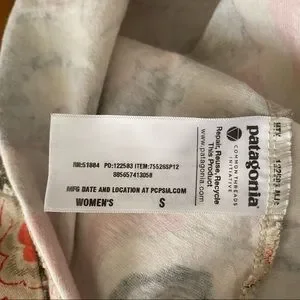 RN:51884 PO:122583 ITEM:75526SP12
885657413058
MFG DATE AND LOCATION AT PCPSIA.COM
WOMEN'S S
patagonia
COMMON THREADS
INITIATIVE
Repair, Reuse, Recycle
This Product
www.patagonia.com